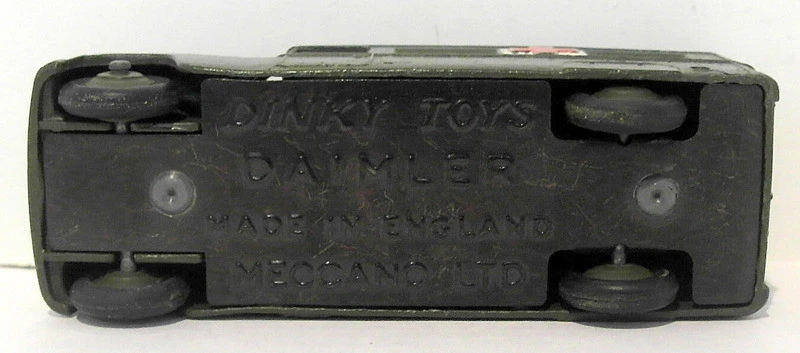 DINKY TOYS
DAIMLER
MADE IN ENGLAND
MECCANO LTD